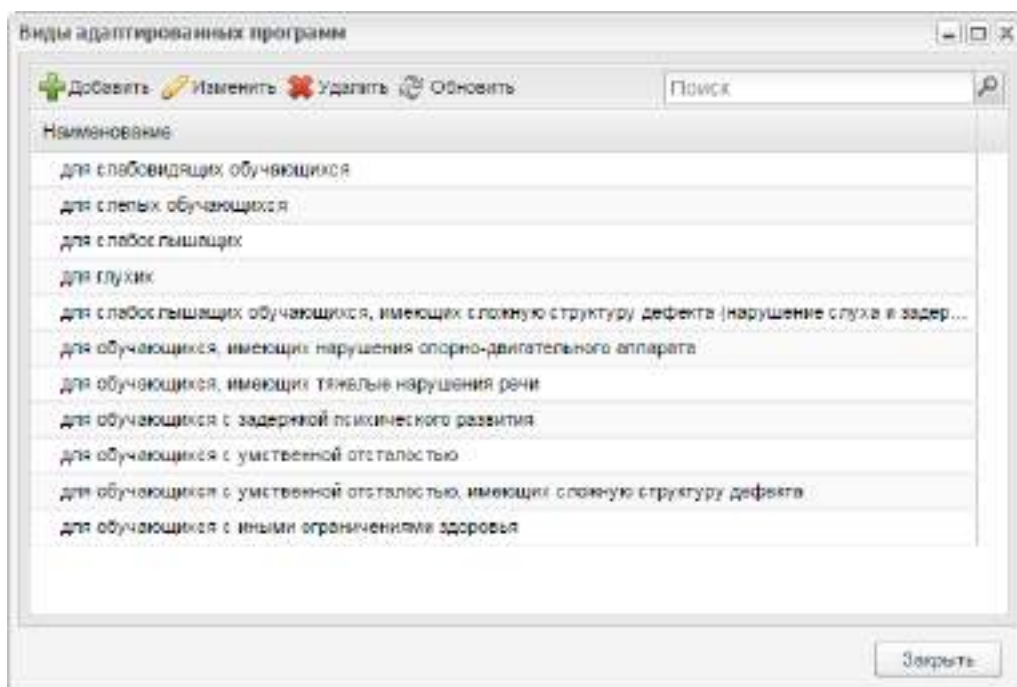 Виды адаптированных программ
Добавить Изменить Удалить Обновить Поиск
Наименование
для слабовидящих обучающихся
для слепых обучающихся
для слабослышащих
для глухих
для слабослышащих обучающихся, имеющих сложную структуру дефекта (нарушение слуха и задер...
для обучающихся, имеющих нарушения опорно-двигательного аппарата
для обучающихся, имеющих тяжелые нарушения речи
для обучающихся с задержкой психического развития
для обучающихся с умственной отсталостью
для обучающихся с умственной отсталостью, имеющих сложную структуру дефекта
для обучающихся с иными ограничениями здоровья
Закрыть